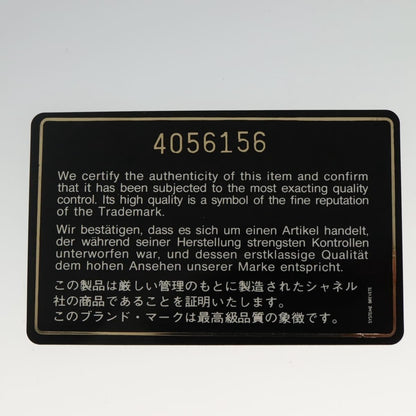 4056156
We certify the authenticity of this item and confirm
that it has been subjected to the most exacting quality
control. Its high quality is a symbol of the fine reputation
of the Trademark.
Wir bestätigen, dass es sich um einen Artikel handelt,
der während seiner Herstellung strengsten Kontrollen
unterworfen war, und dessen erstklassige Qualität
dem hohen Ansehen unserer Marke entspricht.
この製品は厳しい管理のもとに製造されたシャネル
社の商品であることを証明いたします。
このブランド・マークは最高級品質の象徴です。